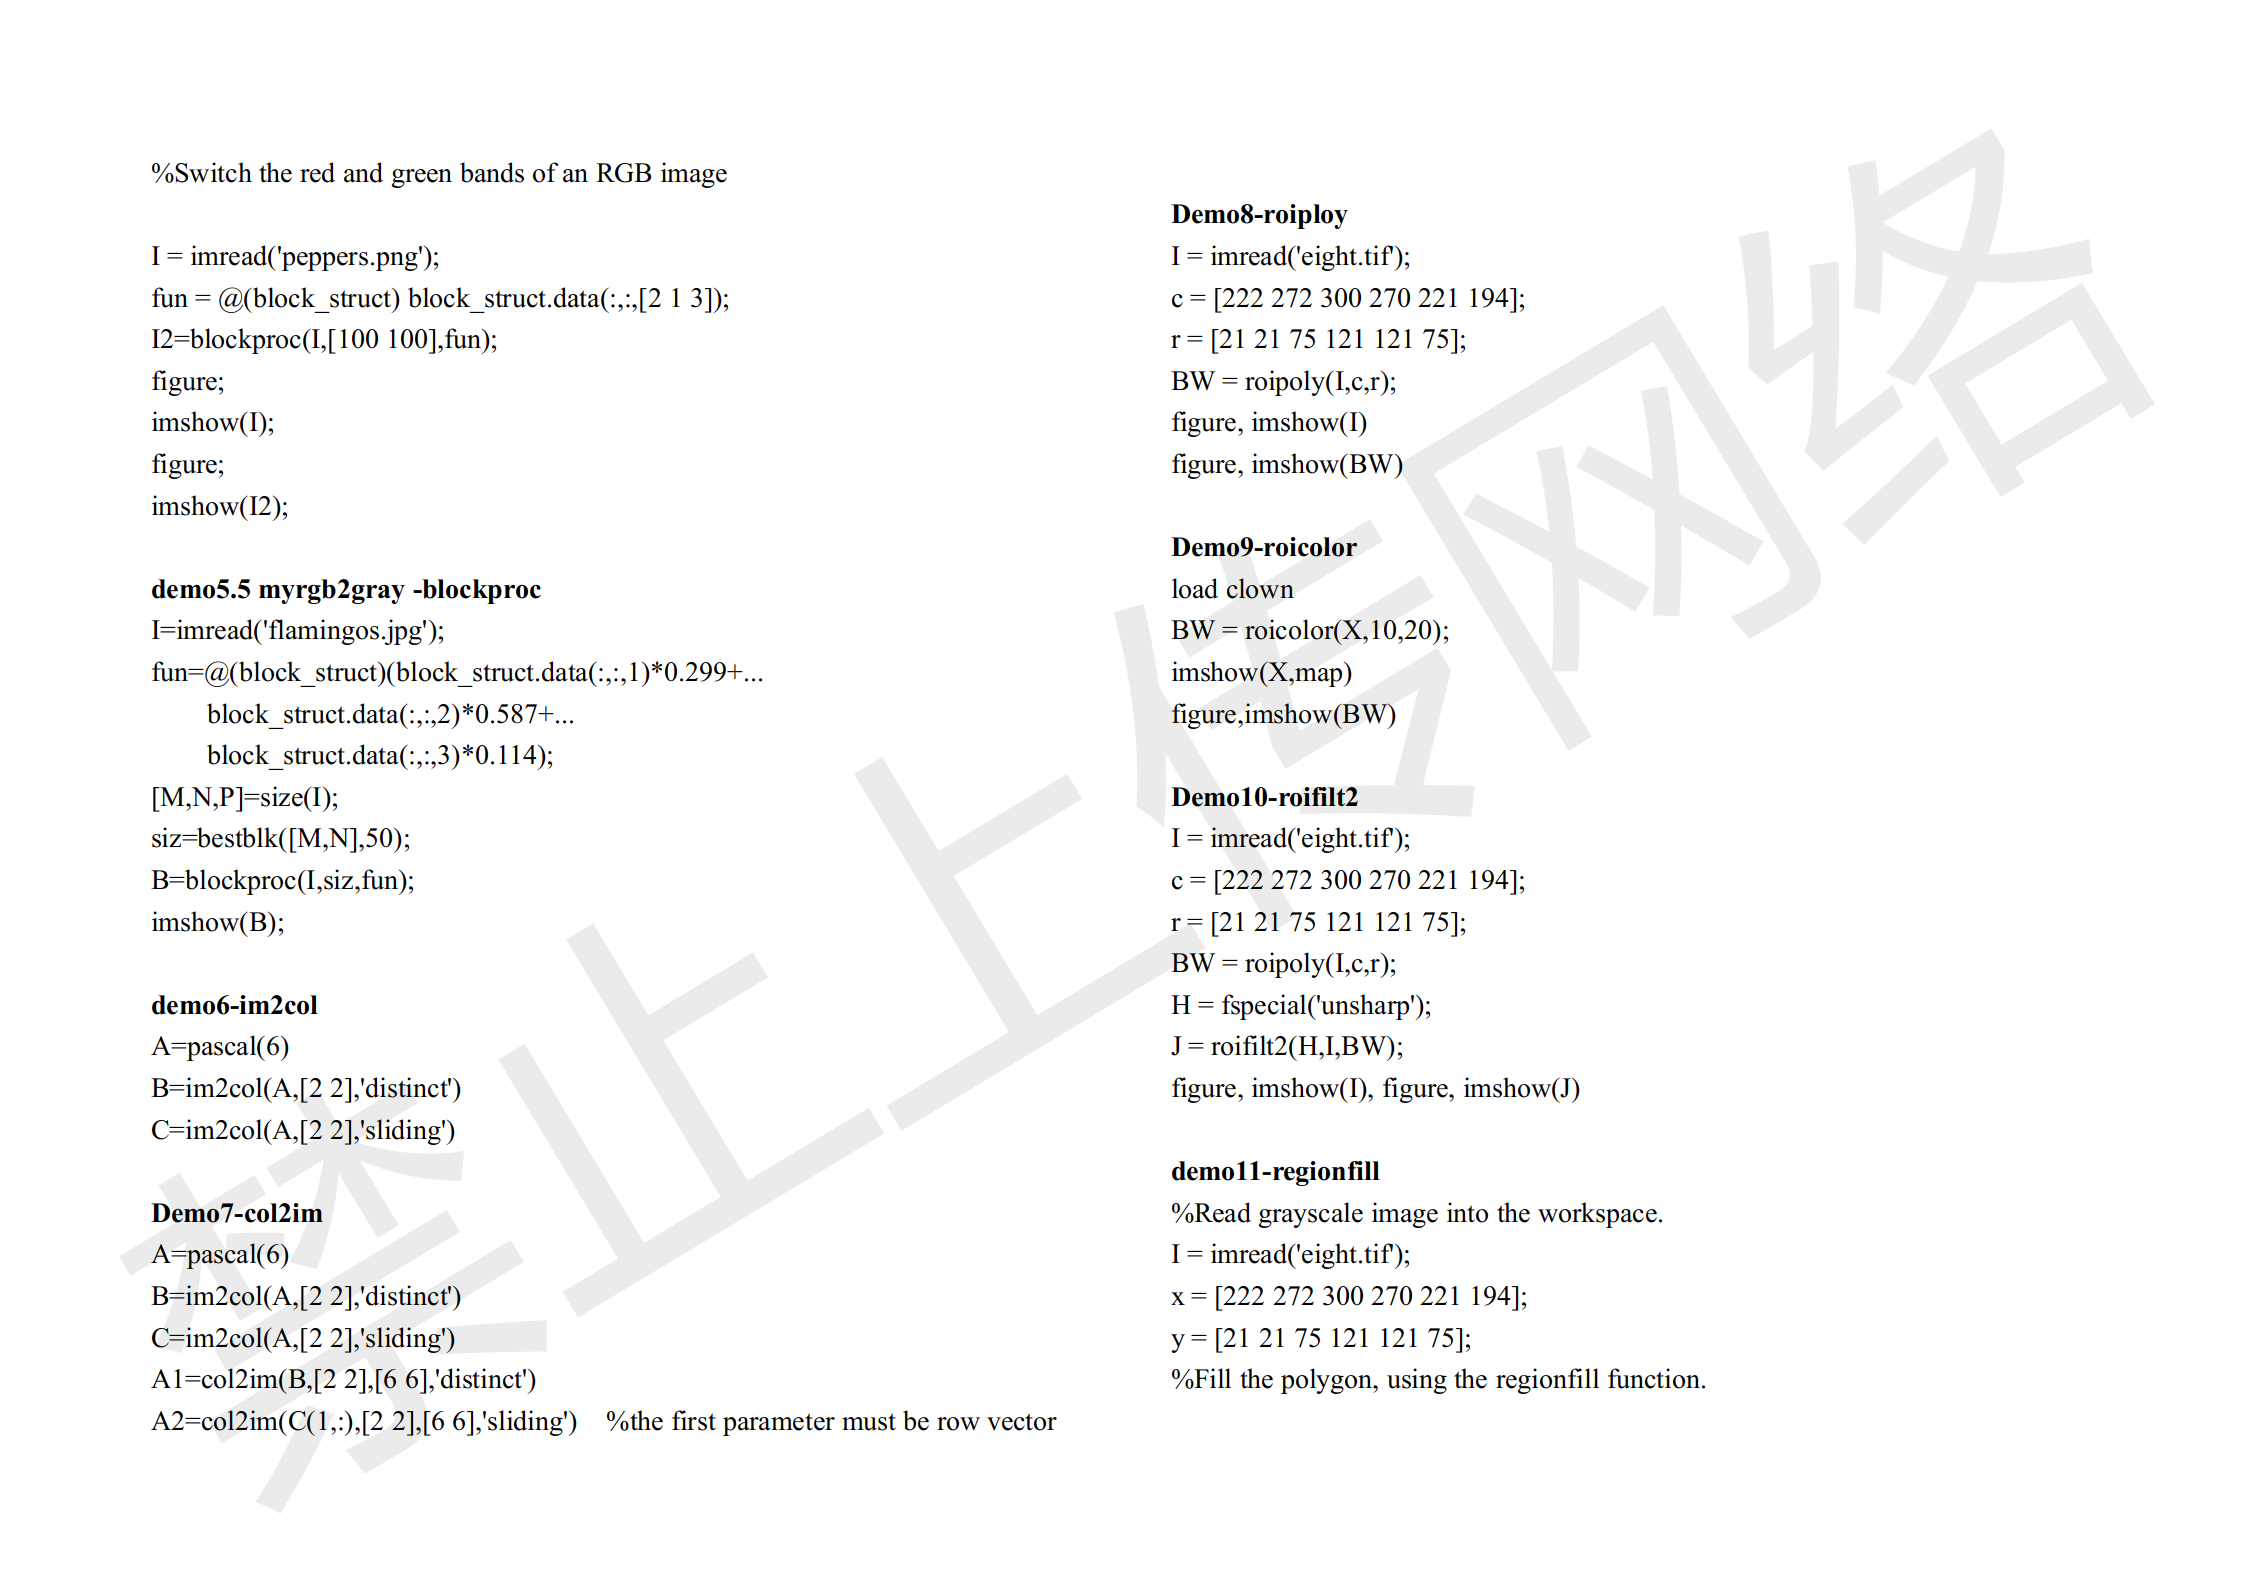 %Switch the red and green bands of an RGB image
I = imread('peppers.png');
fun = @(block_struct) block_struct.data(:,:,[2 1 3]);
I2=blockproc(I,[100 100],fun);
figure;
imshow(I);
figure;
imshow(I2);
demo5.5 myrgb2gray -blockproc
I=imread('flamingos.jpg');
fun=@(block_struct)(block_struct.data(:,:,1)*0.299+...
block_struct.data(:,:,2)*0.587+...
block_struct.data(:,:,3)*0.114);
[M,N,P]=size(I);
siz=bestblk([M,N],50);
B=blockproc(I,siz,fun);
imshow(B);
demo6-im2col
A=pascal(6)
B=im2col(A,[2 2],'distinct')
C=im2col(A,[2 2],'sliding')
Demo7-col2im
A=pascal(6)
B=im2col(A,[2 2],'distinct')
C=im2col(A,[2 2],'sliding')
A1=col2im(B,[2 2],[6 6],'distinct')
A2=col2im(C(1,:),[2 2],[6 6],'sliding') %the first parameter must be row vector
Demo8-roiploy
I = imread('eight.tif');
c = [222 272 300 270 221 194];
r = [21 21 75 121 121 75];
BW = roipoly(I,c,r);
figure, imshow(I)
figure, imshow(BW)
Demo9-roicolor
load clown
BW = roicolor(X,10,20);
imshow(X,map)
figure,imshow(BW)
Demo10-roifilt2
I = imread('eight.tif');
c = [222 272 300 270 221 194];
r = [21 21 75 121 121 75];
BW = roipoly(I,c,r);
H = fspecial('unsharp');
J = roifilt2(H,I,BW);
figure, imshow(I), figure, imshow(J)
demo11-regionfill
%Read grayscale image into the workspace.
I = imread('eight.tif');
x = [222 272 300 270 221 194];
y = [21 21 75 121 121 75];
%Fill the polygon, using the regionfill function.
禁止上传网络